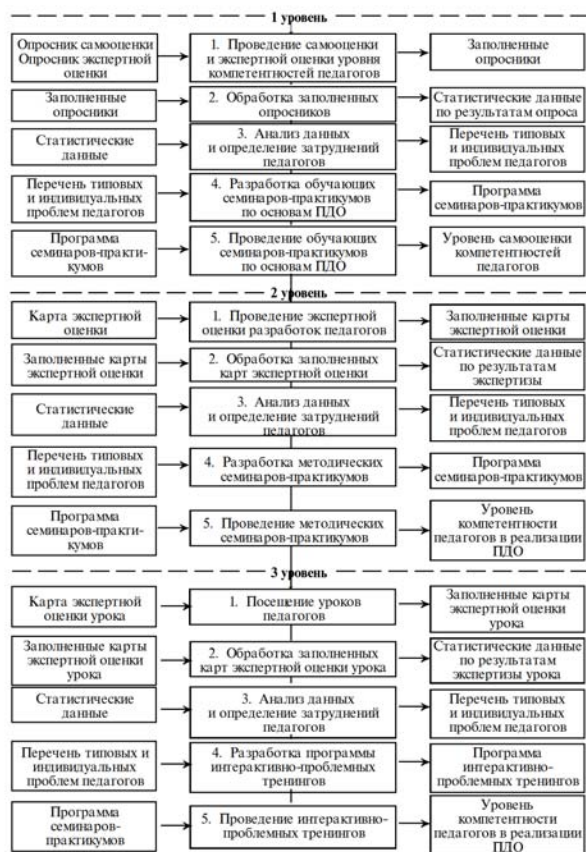 1 уровень
Опросник самооценки
Опросник экспертной
оценки
1. Проведение самооценки
и экспертной оценки уровня
компетентностей педагогов
Заполненные
опросники
Заполненные
опросники
2. Обработка заполненных
опросников
Статистические данные
по результатам опроса
Статистические
данные
3. Анализ данных
и определение затруднений
педагогов
Перечень типовых
и индивидуальных
проблем педагогов
Перечень типовых
и индивидуальных
проблем педагогов
4. Разработка обучающих
семинаров-практикумов
по основам ПДО
Программа
семинаров-практикумов
Программа
семинаров-практи-
кумов
5. Проведение обучающих
семинаров-практикумов
по основам ПДО
Уровень самооценки
компетентностей
педагогов
2 уровень
Карта экспертной
оценки
1. Проведение экспертной
оценки разработок педагогов
Заполненные карты
экспертной оценки
Заполненные карты
экспертной оценки
2. Обработка заполненных
карт экспертной оценки
Статистические данные
по результатам
экспертизы
Статистические
данные
3. Анализ данных
и определение затруднений
педагогов
Перечень типовых
и индивидуальных
проблем педагогов
Перечень типовых
и индивидуальных
проблем педагогов
4. Разработка методических
семинаров-практикумов
Программа
семинаров-практикумов
Программа
семинаров-практи-
кумов
5. Проведение методических
семинаров-практикумов
Уровень
компетентности
педагогов в реализации
ПДО
3 уровень
Карта экспертной
оценки урока
1. Посещение уроков
педагогов
Заполненные карты
экспертной оценки
урока
Заполненные карты
экспертной оценки
урока
2. Обработка заполненных
карт экспертной оценки урока
Статистические данные
по результатам
экспертизы урока
Статистические
данные
3. Анализ данных
и определение затруднений
педагогов
Перечень типовых
и индивидуальных
проблем педагогов
Перечень типовых и
индивидуальных
проблем педагогов
4. Разработка программы
интерактивно-проблемных
тренингов
Программа
интерактивно-
проблемных тренингов
Программа
семинаров-
практикумов
5. Проведение интерактивно-
проблемных тренингов
Уровень
компетентности
педагогов в реализации
ПДО